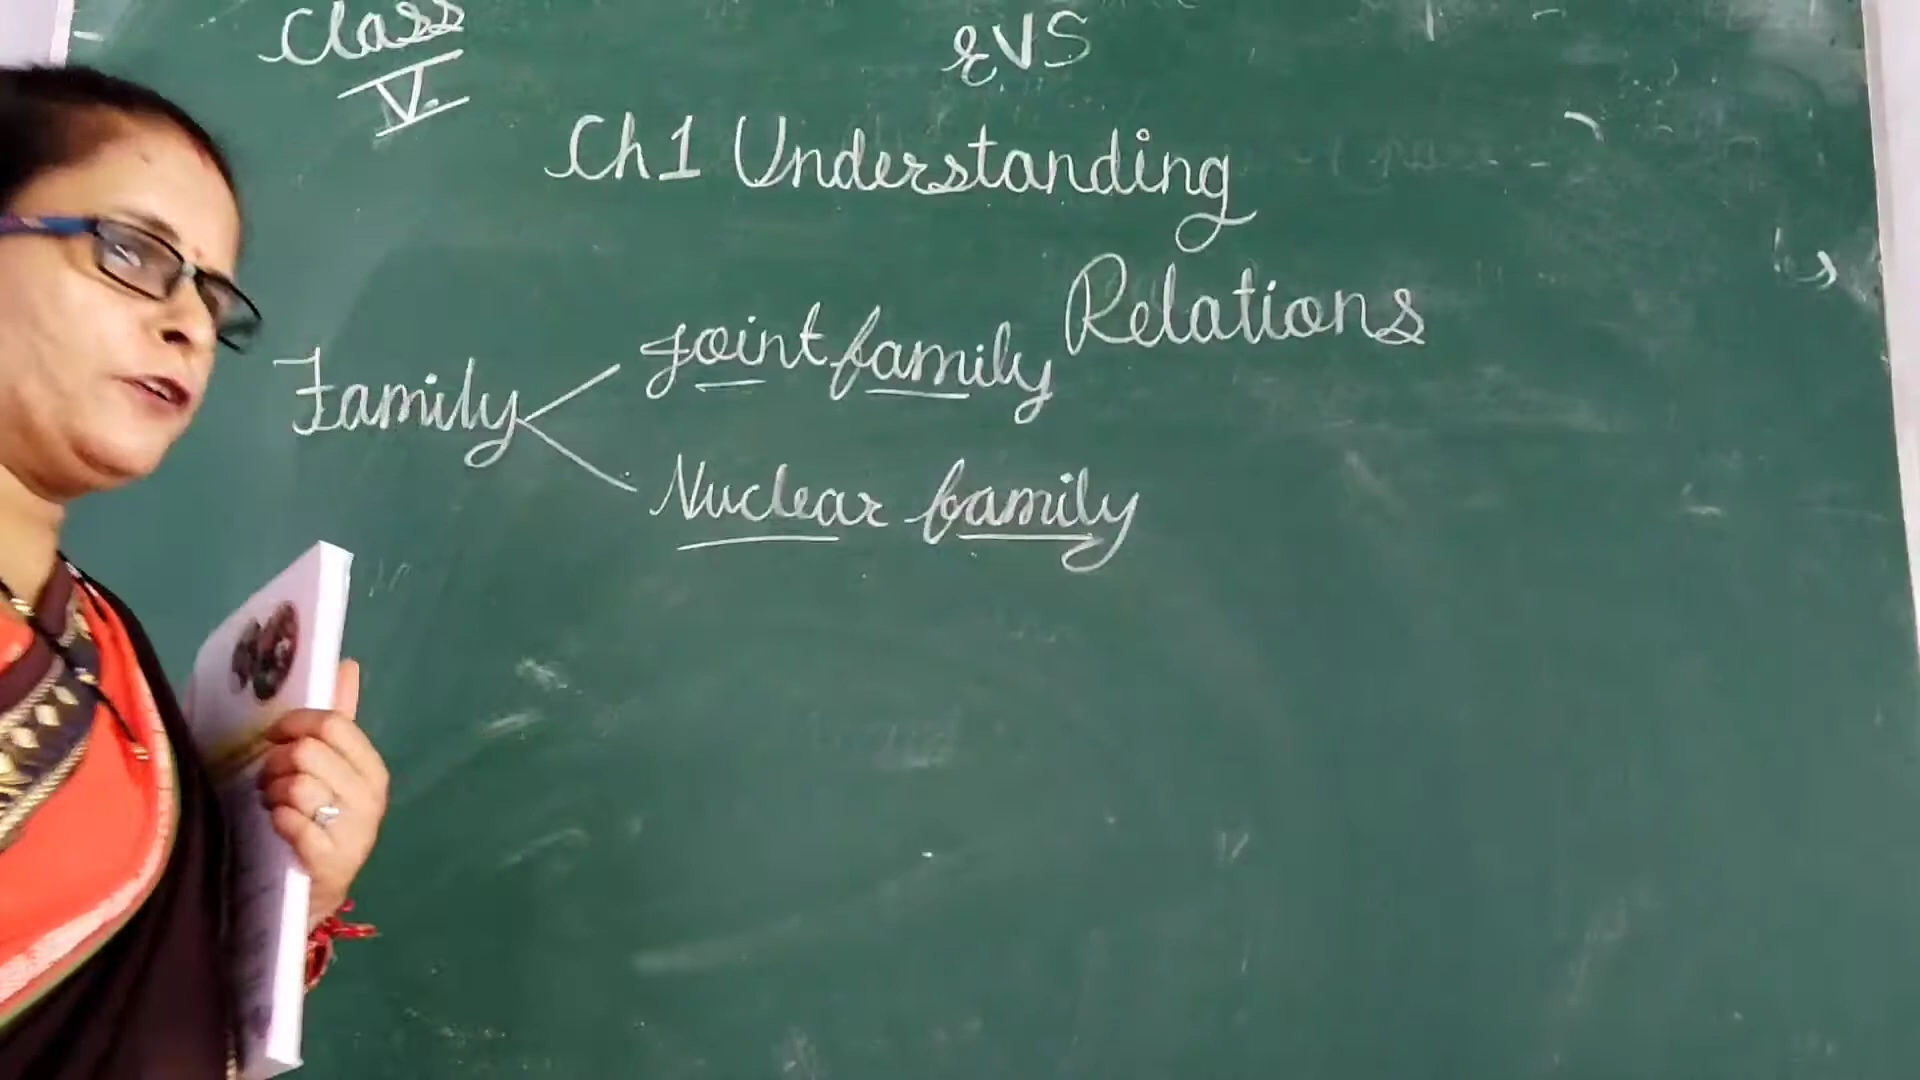 Class EVS
V.
Ch1 Understanding
Relations
Family
Joint family
Nuclear family